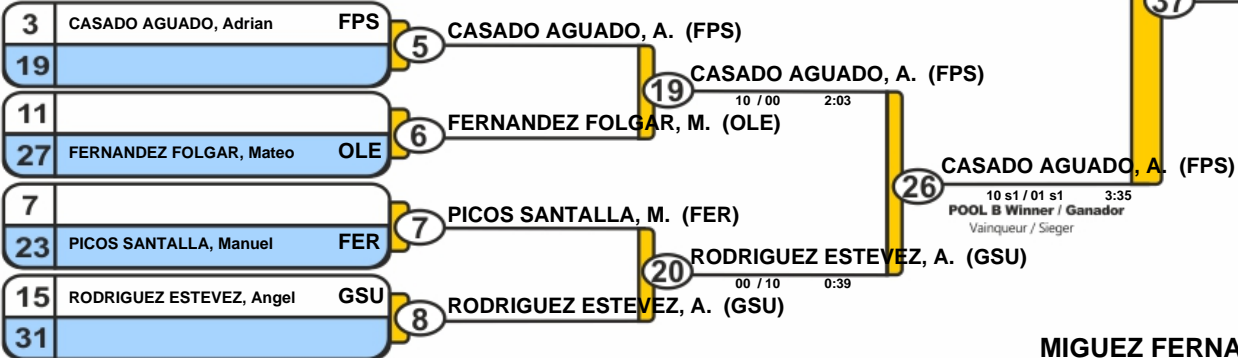 37
3 CASADO AGUADO, Adrian FPS
19
5 CASADO AGUADO, A. (FPS)
11
27 FERNANDEZ FOLGAR, Mateo OLE
6 FERNANDEZ FOLGAR, M. (OLE)
19 CASADO AGUADO, A. (FPS)
10 / 00 2:03
7
23 PICOS SANTALLA, Manuel FER
7 PICOS SANTALLA, M. (FER)
15 RODRIGUEZ ESTEVEZ, Angel GSU
31
8 RODRIGUEZ ESTEVEZ, A. (GSU)
20 RODRIGUEZ ESTEVEZ, A. (GSU)
00 / 10 0:39
26 CASADO AGUADO, A. (FPS)
10 s1 / 01 s1 3:35
POOL B Winner / Ganador
Vainqueur / Sieger
MIGUEZ FERNA